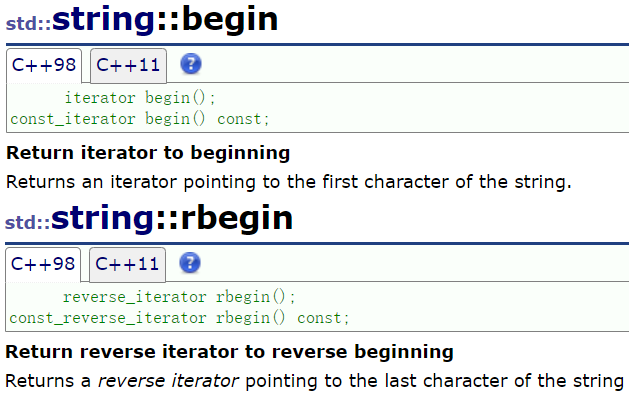 std::string::begin
C++98 C++11 ?
iterator begin();
const_iterator begin() const;
Return iterator to beginning
Returns an iterator pointing to the first character of the string.
std::string::rbegin
C++98 C++11 ?
reverse_iterator rbegin();
const_reverse_iterator rbegin() const;
Return reverse iterator to reverse beginning
Returns a reverse iterator pointing to the last character of the string